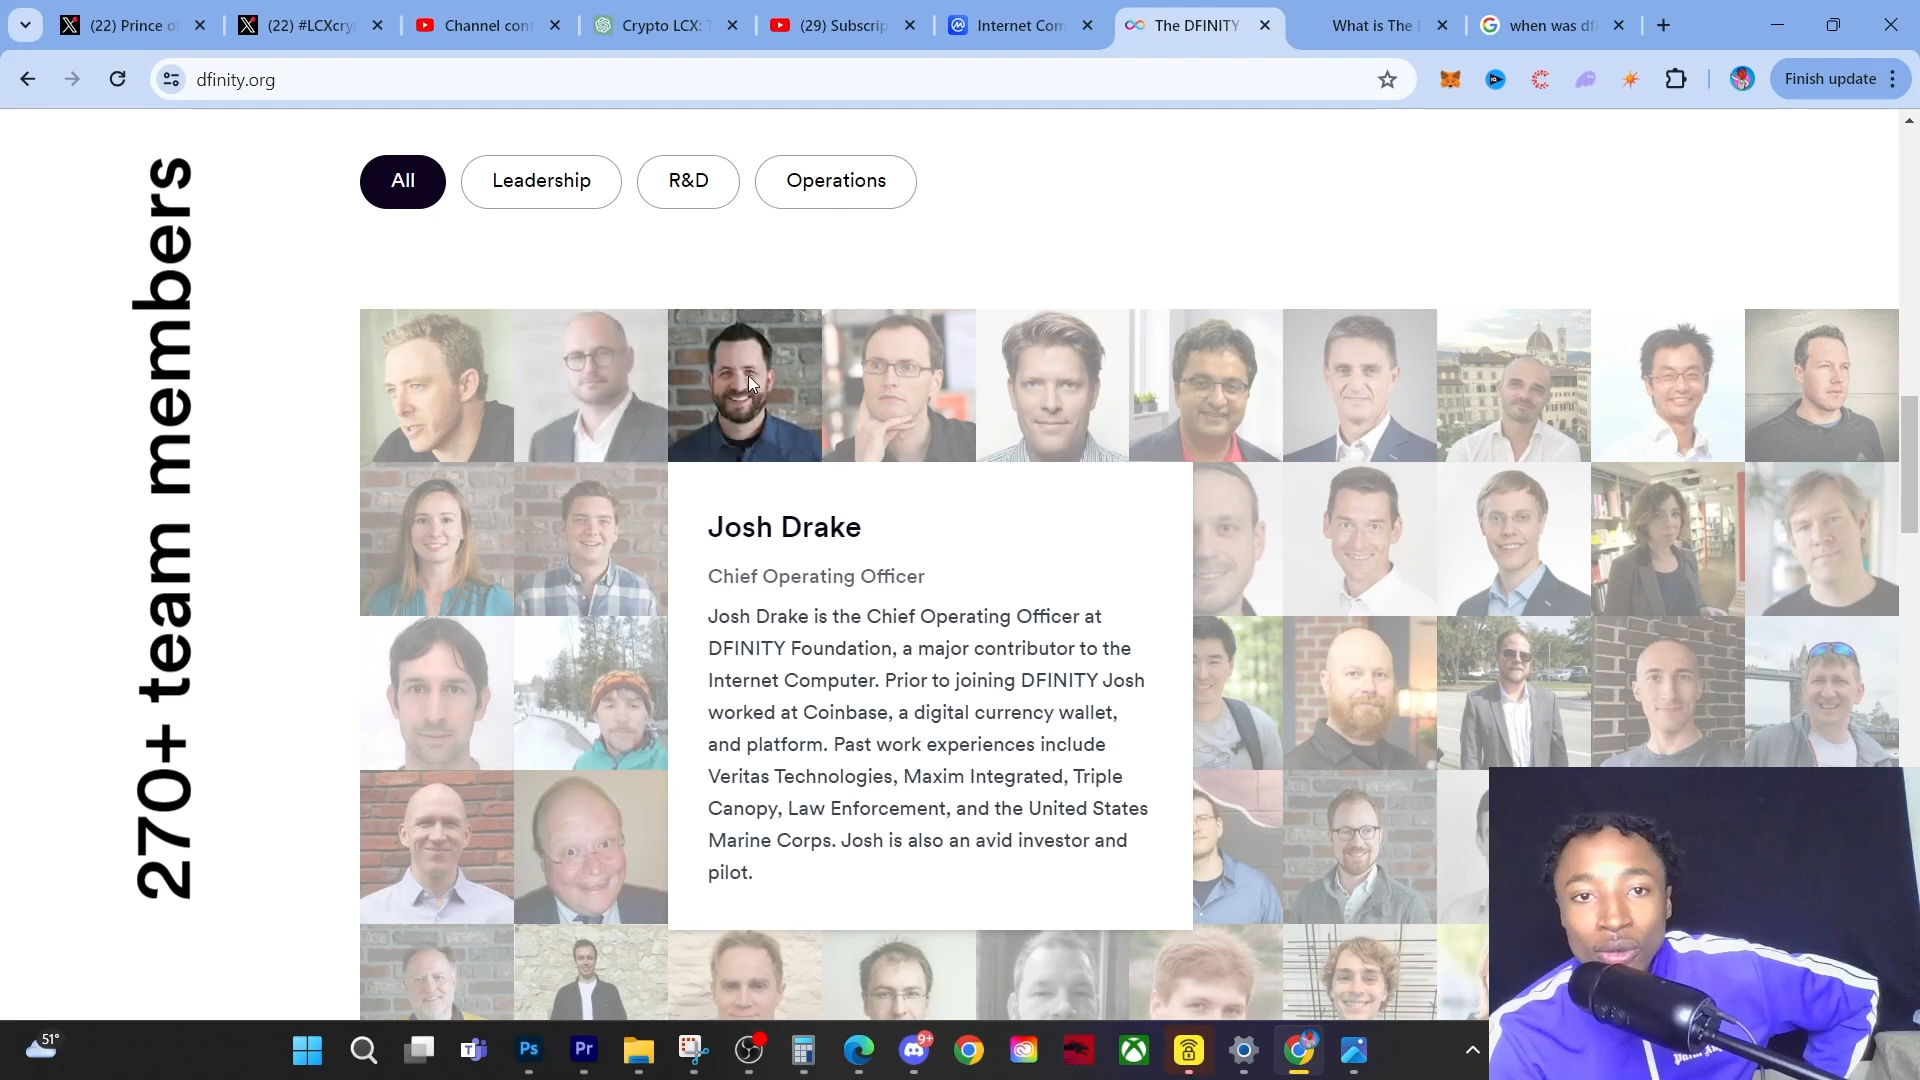 (22) Prince o
(22) #LCXcry
Channel con
Crypto LCX: T
(29) Subscrip
Internet Com
The DFINITY
What is The
when was df
dfinity.org
Finish update
All
Leadership
R&D
Operations
270+ team members
Josh Drake
Chief Operating Officer
Josh Drake is the Chief Operating Officer at
DFINITY Foundation, a major contributor to the
Internet Computer. Prior to joining DFINITY Josh
worked at Coinbase, a digital currency wallet,
and platform. Past work experiences include
Veritas Technologies, Maxim Integrated, Triple
Canopy, Law Enforcement, and the United States
Marine Corps. Josh is also an avid investor and
pilot.
51°
Ps
Pr
9+